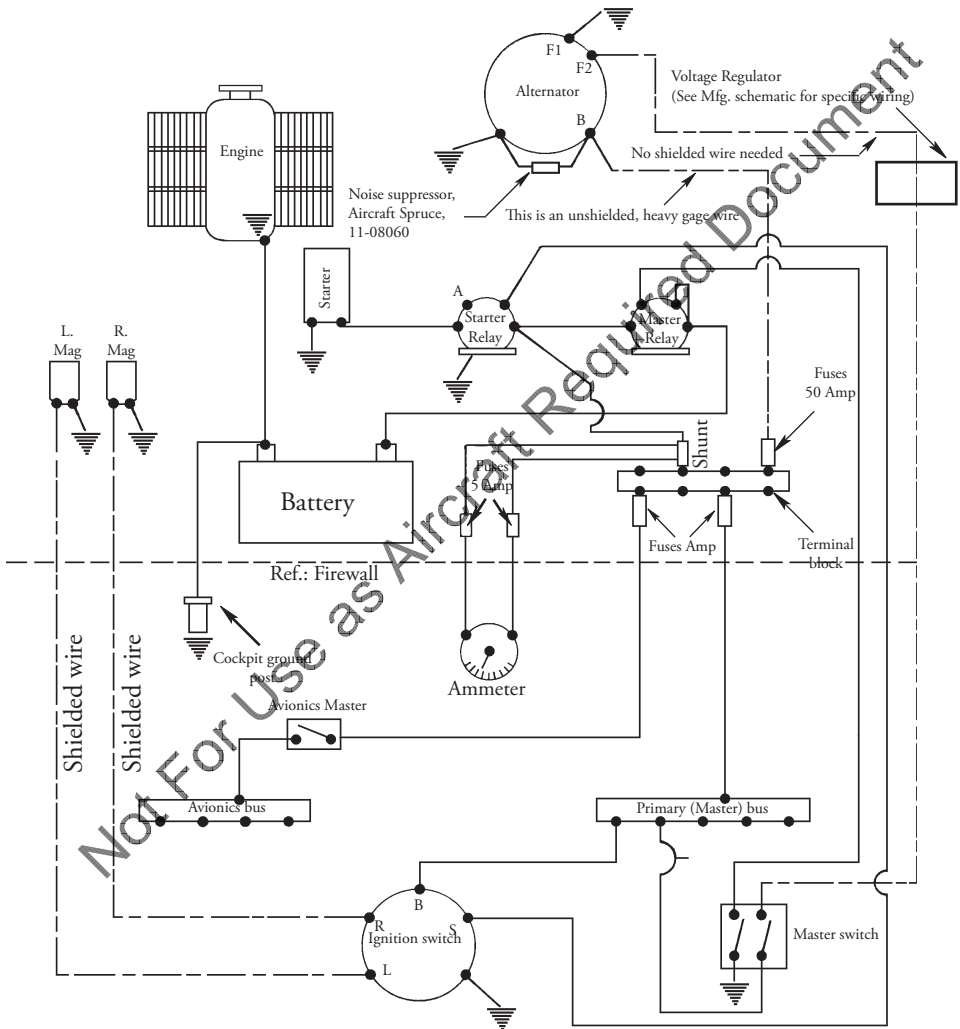 F1
F2
Alternator
B
Voltage Regulator
(See Mfg. schematic for specific wiring)
Engine
No shielded wire needed
Noise suppressor,
Aircraft Spruce,
11-08060
This is an unshielded, heavy gage wire
Starter
A
Starter
Relay
Master
Relay
L.
Mag
R.
Mag
Fuses
50 Amp
Shunt
Battery
Fuses
5 Amp
Fuses Amp
Terminal
block
Ref.: Firewall
Cockpit ground
post
Ammeter
Shielded wire
Shielded wire
Avionics Master
Avionics bus
Primary (Master) bus
B
R
S
Ignition switch
L
Master switch
Not For Use as Aircraft Required Document